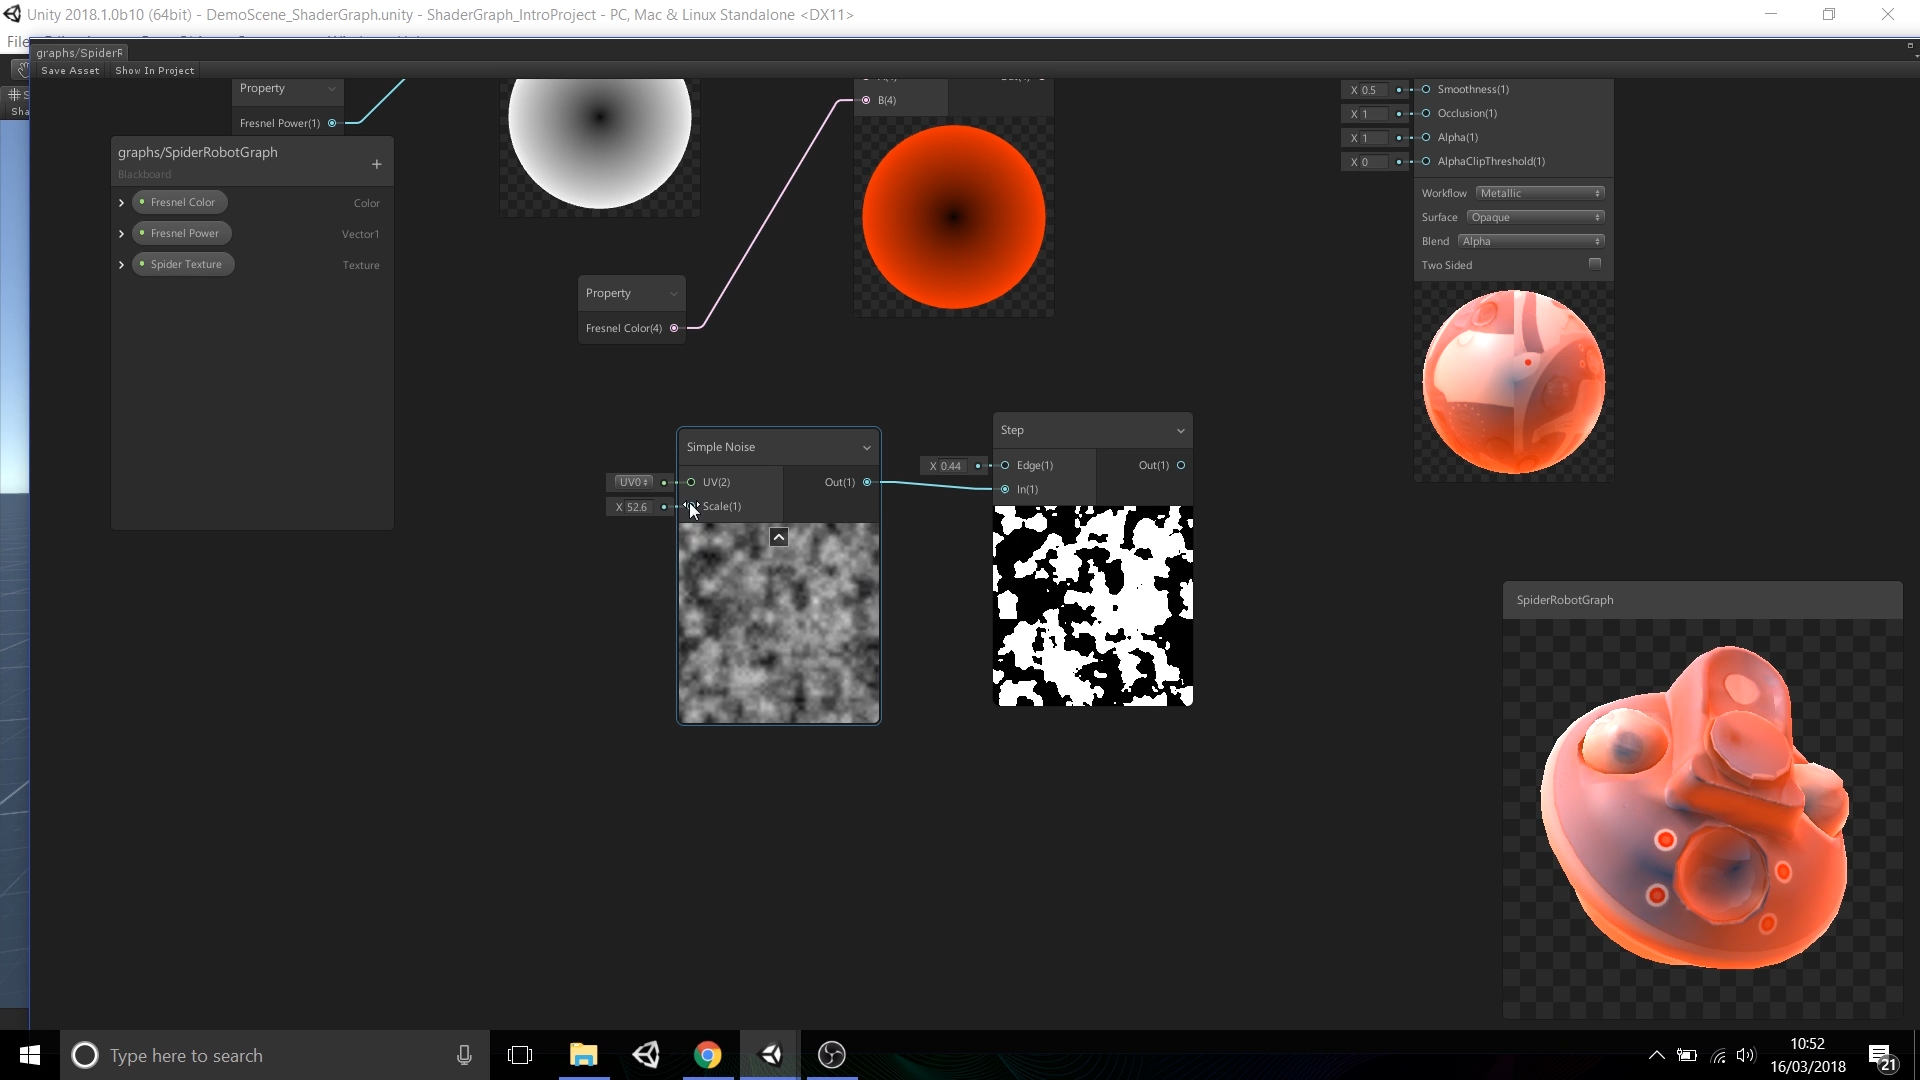 Unity 2018.1.0b10 (64bit) - DemoScene_ShaderGraph.unity - ShaderGraph_IntroProject - PC, Mac & Linux Standalone <DX11>
File
graphs/SpiderR
Save Asset
Show In Project
Sha
Property
Fresnel Power(1)
graphs/SpiderRobotGraph
Blackboard
Fresnel Color
Color
Fresnel Power
Vector1
Spider Texture
Texture
B(4)
Property
Fresnel Color(4)
X 0.5
Smoothness(1)
X 1
Occlusion(1)
X 1
Alpha(1)
X 0
AlphaClipThreshold(1)
Workflow
Metallic
Surface
Opaque
Blend
Alpha
Two Sided
Simple Noise
UV0
UV(2)
Out(1)
X 52.6
Scale(1)
Step
X 0.44
Edge(1)
Out(1)
In(1)
SpiderRobotGraph
Type here to search
10:52
16/03/2018
21